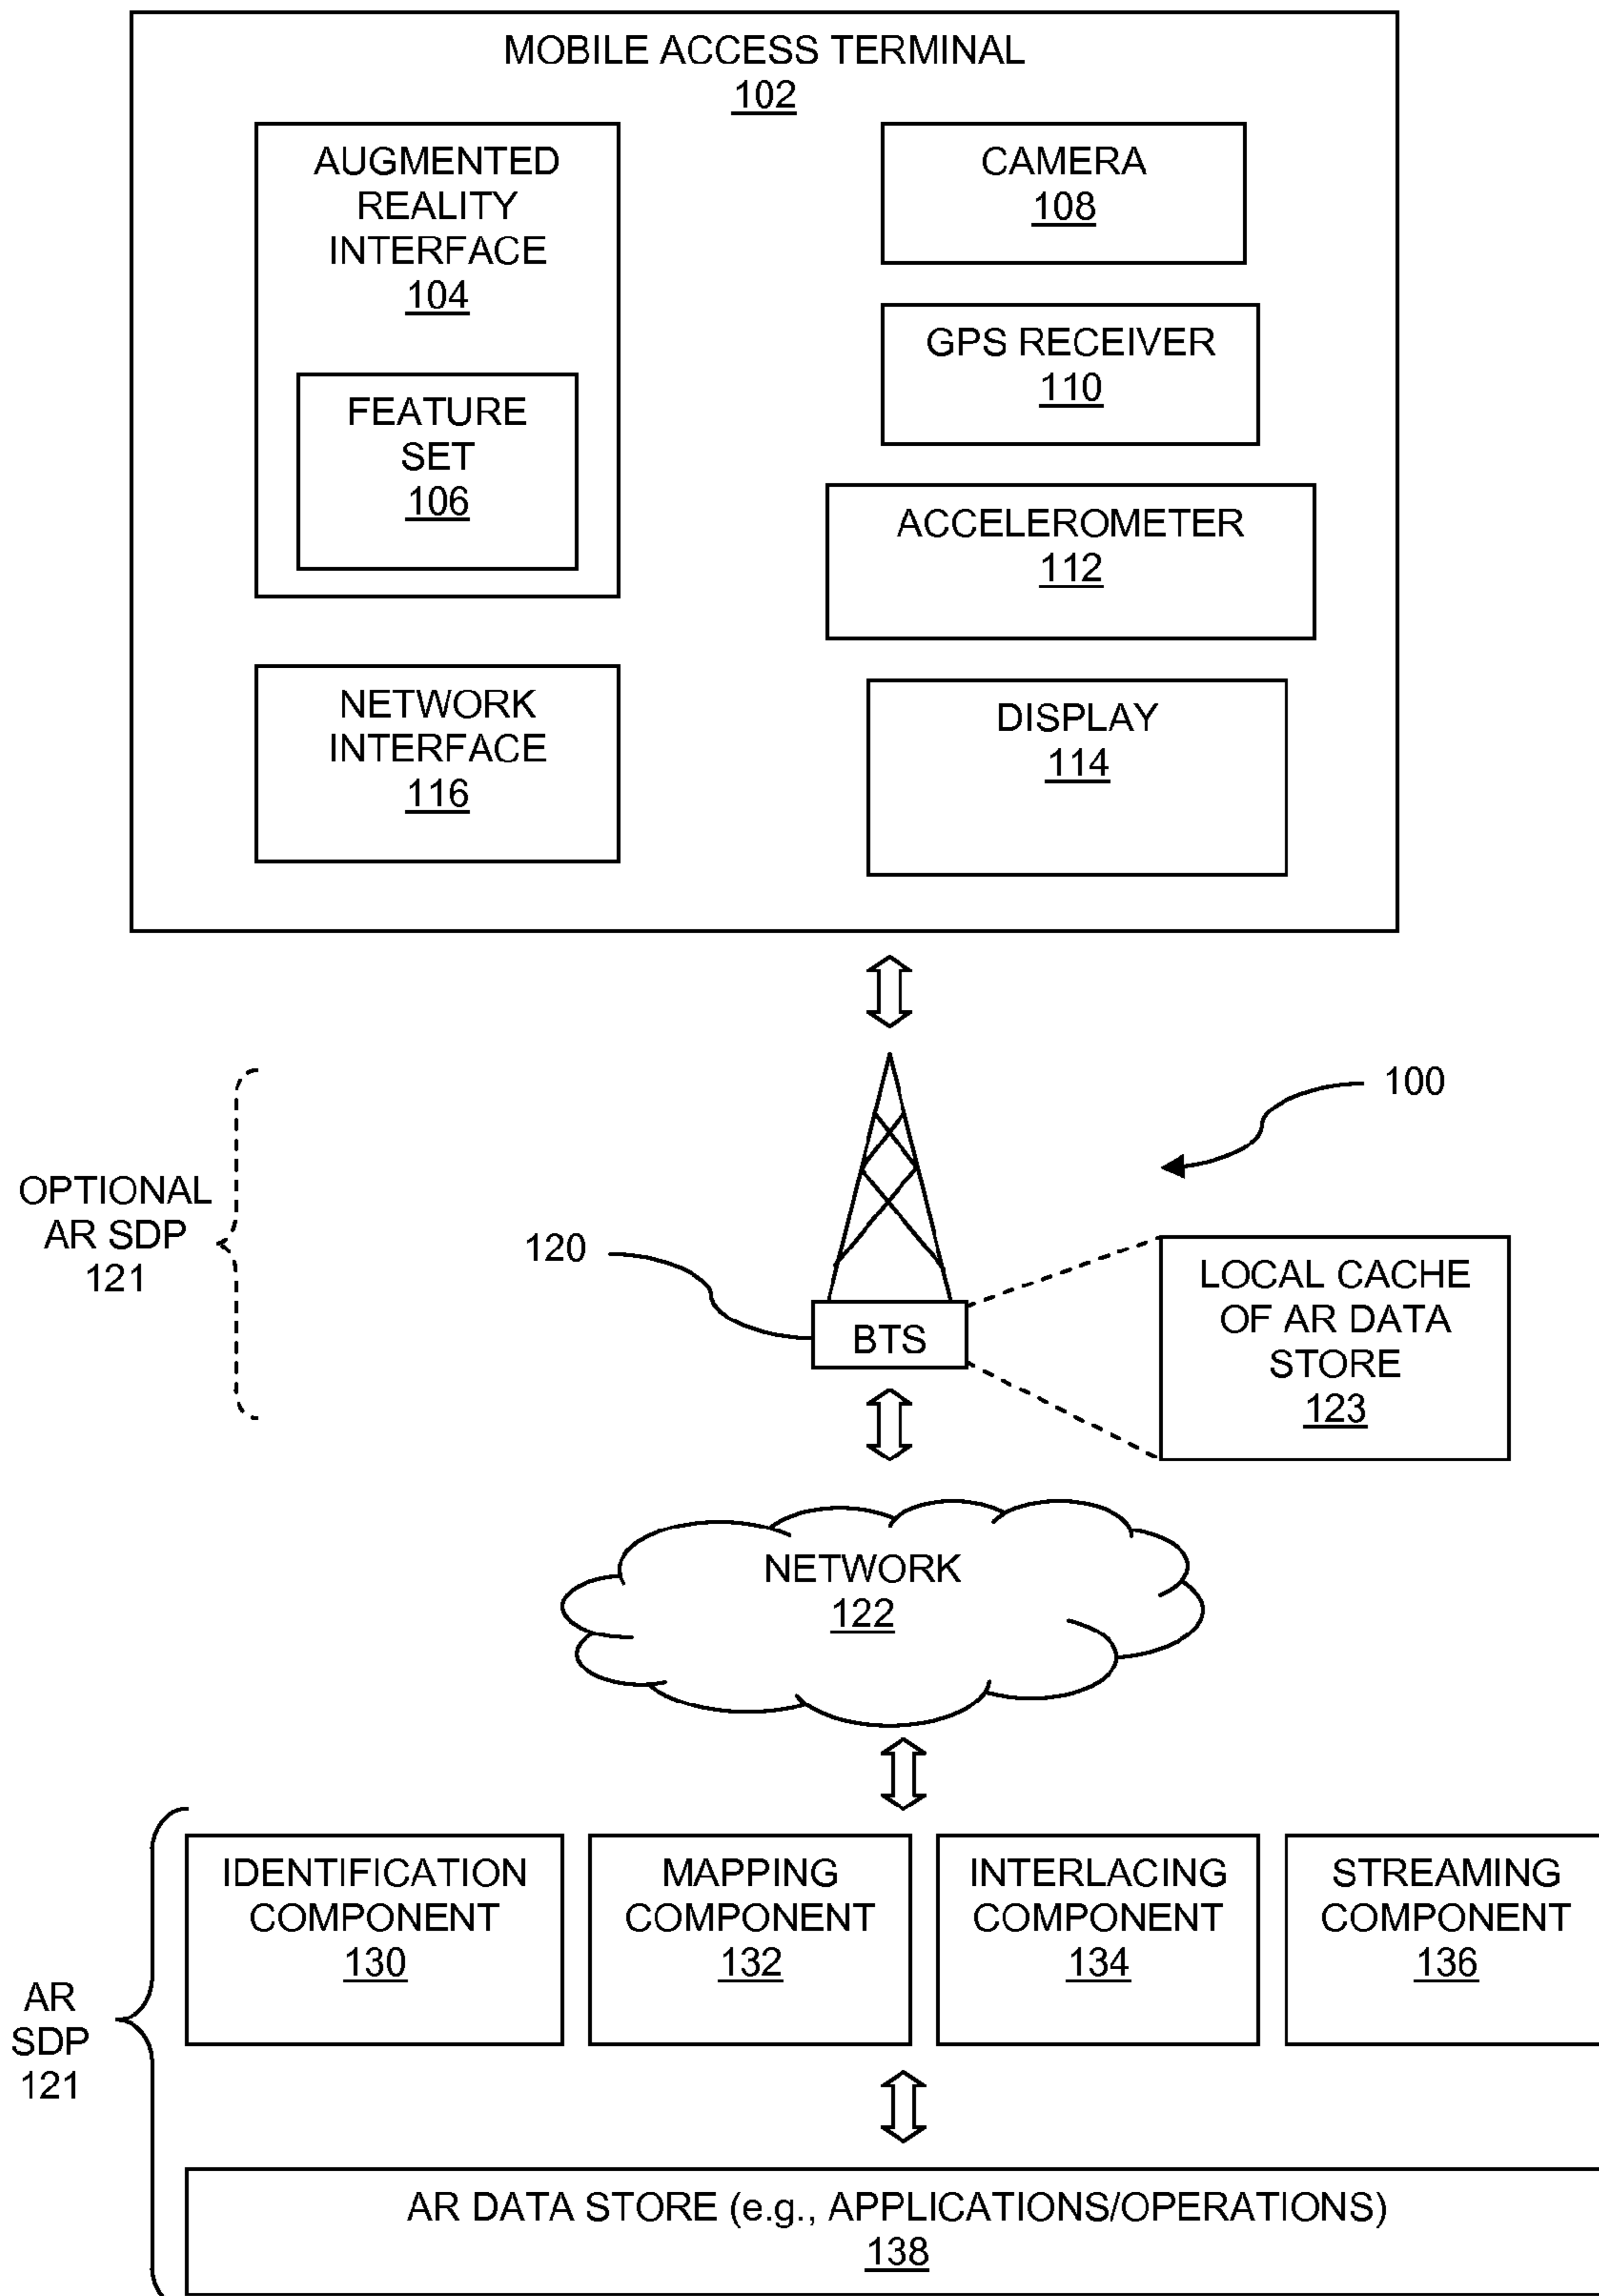 MOBILE ACCESS TERMINAL
102
AUGMENTED
REALITY
INTERFACE
104
FEATURE
SET
106
NETWORK
INTERFACE
116
CAMERA
108
GPS RECEIVER
110
ACCELEROMETER
112
DISPLAY
114
OPTIONAL
AR SDP
121
100
120
BTS
LOCAL CACHE
OF AR DATA
STORE
123
NETWORK
122
AR
SDP
121
IDENTIFICATION
COMPONENT
130
MAPPING
COMPONENT
132
INTERLACING
COMPONENT
134
STREAMING
COMPONENT
136
AR DATA STORE (e.g., APPLICATIONS/OPERATIONS)
138